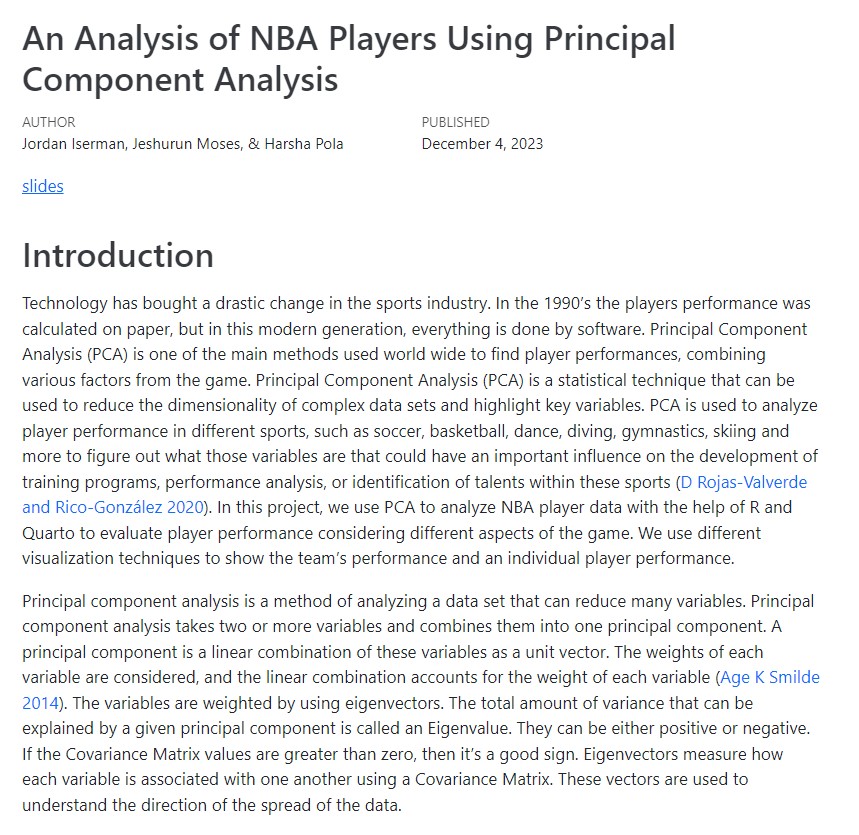 An Analysis of NBA Players Using Principal
Component Analysis
AUTHOR
Jordan Iserman, Jeshurun Moses, & Harsha Pola
PUBLISHED
December 4, 2023
slides
Introduction
Technology has bought a drastic change in the sports industry. In the 1990’s the players performance was
calculated on paper, but in this modern generation, everything is done by software. Principal Component
Analysis (PCA) is one of the main methods used world wide to find player performances, combining
various factors from the game. Principal Component Analysis (PCA) is a statistical technique that can be
used to reduce the dimensionality of complex data sets and highlight key variables. PCA is used to analyze
player performance in different sports, such as soccer, basketball, dance, diving, gymnastics, skiing and
more to figure out what those variables are that could have an important influence on the development of
training programs, performance analysis, or identification of talents within these sports (D Rojas-Valverde
and Rico-González 2020). In this project, we use PCA to analyze NBA player data with the help of R and
Quarto to evaluate player performance considering different aspects of the game. We use different
visualization techniques to show the team’s performance and an individual player performance.
Principal component analysis is a method of analyzing a data set that can reduce many variables. Principal
component analysis takes two or more variables and combines them into one principal component. A
principal component is a linear combination of these variables as a unit vector. The weights of each
variable are considered, and the linear combination accounts for the weight of each variable (Age K Smilde
2014). The variables are weighted by using eigenvectors. The total amount of variance that can be
explained by a given principal component is called an Eigenvalue. They can be either positive or negative.
If the Covariance Matrix values are greater than zero, then it’s a good sign. Eigenvectors measure how
each variable is associated with one another using a Covariance Matrix. These vectors are used to
understand the direction of the spread of the data.